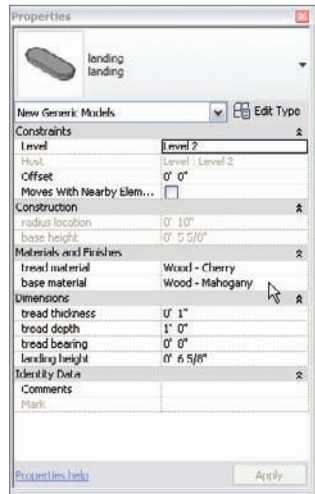 Properties
landing
landing
New Generic Models Edit Type
Constraints
Level Level 2
Host Level : Level 2
Offset 0' 0"
Moves With Nearby Elem...
Construction
radius location 0' 10"
base height 0' 5 5/8"
Materials and Finishes
tread material Wood - Cherry
base material Wood - Mahogany
Dimensions
tread thickness 0' 1"
tread depth 1' 0"
tread bearing 0' 8"
landing height 0' 6 5/8"
Identity Data
Comments
Mark
Properties help Apply